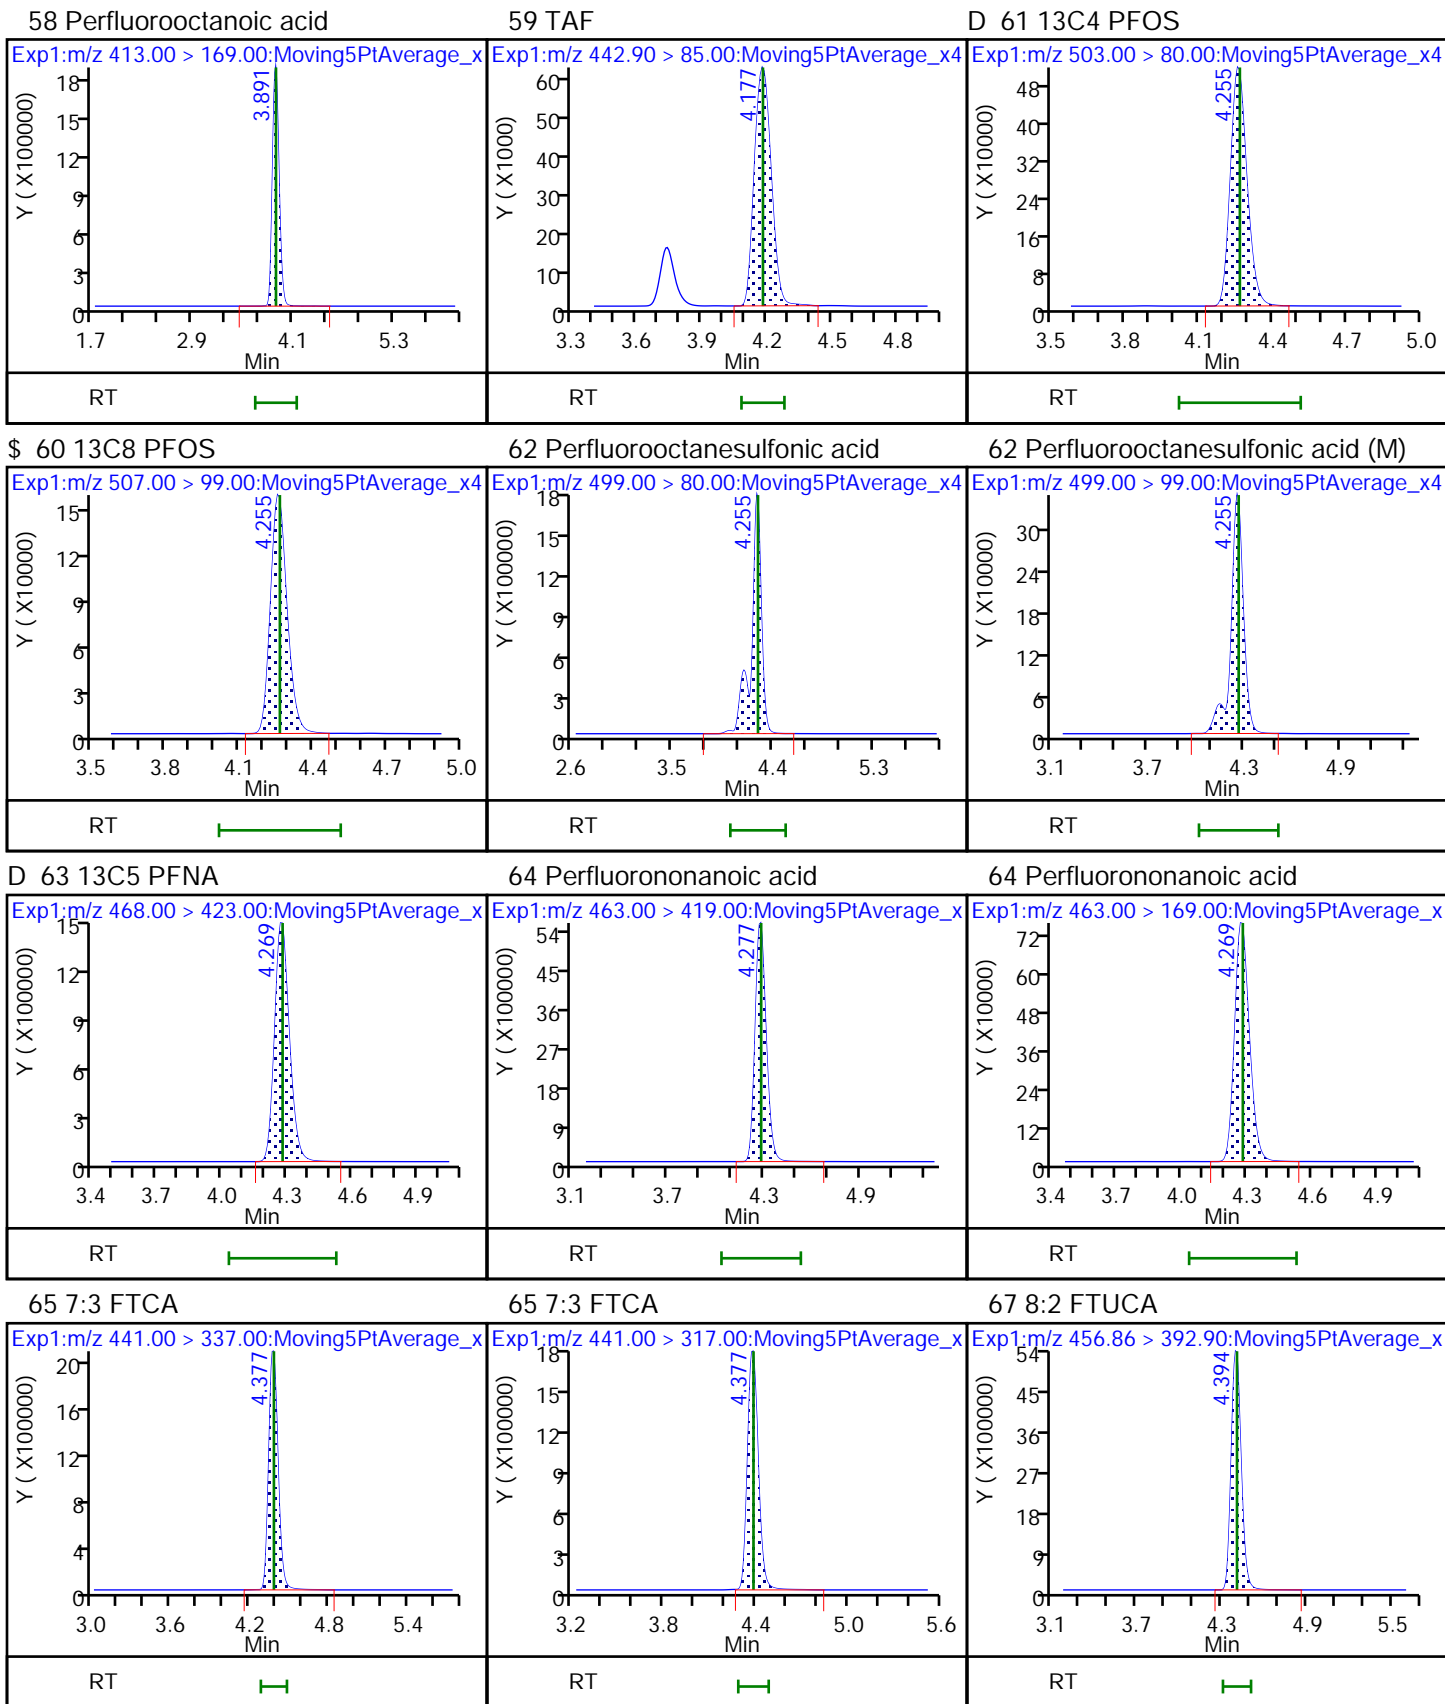 58 Perfluorooctanoic acid
Exp1:m/z 413.00 > 169.00:Moving5PtAverage_x
3.891
Y ( X100000)
18
15
12
9
6
3
0
1.7 2.9 4.1 5.3
Min
RT
59 TAF
Exp1:m/z 442.90 > 85.00:Moving5PtAverage_x4
4.177
Y ( X1000)
60
50
40
30
20
10
0
3.3 3.6 3.9 4.2 4.5 4.8
Min
RT
D 61 13C4 PFOS
Exp1:m/z 503.00 > 80.00:Moving5PtAverage_x4
4.255
Y ( X10000)
48
40
32
24
16
8
0
3.5 3.8 4.1 4.4 4.7 5.0
Min
RT
$ 60 13C8 PFOS
Exp1:m/z 507.00 > 99.00:Moving5PtAverage_x4
4.255
Y ( X10000)
15
12
9
6
3
0
3.5 3.8 4.1 4.4 4.7 5.0
Min
RT
62 Perfluorooctanesulfonic acid
Exp1:m/z 499.00 > 80.00:Moving5PtAverage_x4
4.255
Y ( X100000)
18
15
12
9
6
3
0
2.6 3.5 4.4 5.3
Min
RT
62 Perfluorooctanesulfonic acid (M)
Exp1:m/z 499.00 > 99.00:Moving5PtAverage_x4
4.255
Y ( X10000)
30
24
18
12
6
0
3.1 3.7 4.3 4.9
Min
RT
D 63 13C5 PFNA
Exp1:m/z 468.00 > 423.00:Moving5PtAverage_x
4.269
Y ( X100000)
15
12
9
6
3
0
3.4 3.7 4.0 4.3 4.6 4.9
Min
RT
64 Perfluorononanoic acid
Exp1:m/z 463.00 > 419.00:Moving5PtAverage_x
4.277
Y ( X100000)
54
45
36
27
18
9
0
3.1 3.7 4.3 4.9
Min
RT
64 Perfluorononanoic acid
Exp1:m/z 463.00 > 169.00:Moving5PtAverage_x
4.269
Y ( X10000)
72
60
48
36
24
12
0
3.4 3.7 4.0 4.3 4.6 4.9
Min
RT
65 7:3 FTCA
Exp1:m/z 441.00 > 337.00:Moving5PtAverage_x
4.377
Y ( X100000)
20
16
12
8
4
0
3.0 3.6 4.2 4.8 5.4
Min
RT
65 7:3 FTCA
Exp1:m/z 441.00 > 317.00:Moving5PtAverage_x
4.377
Y ( X100000)
18
15
12
9
6
3
0
3.2 3.8 4.4 5.0 5.6
Min
RT
67 8:2 FTUCA
Exp1:m/z 456.86 > 392.90:Moving5PtAverage_x
4.394
Y ( X100000)
54
45
36
27
18
9
0
3.1 3.7 4.3 4.9 5.5
Min
RT